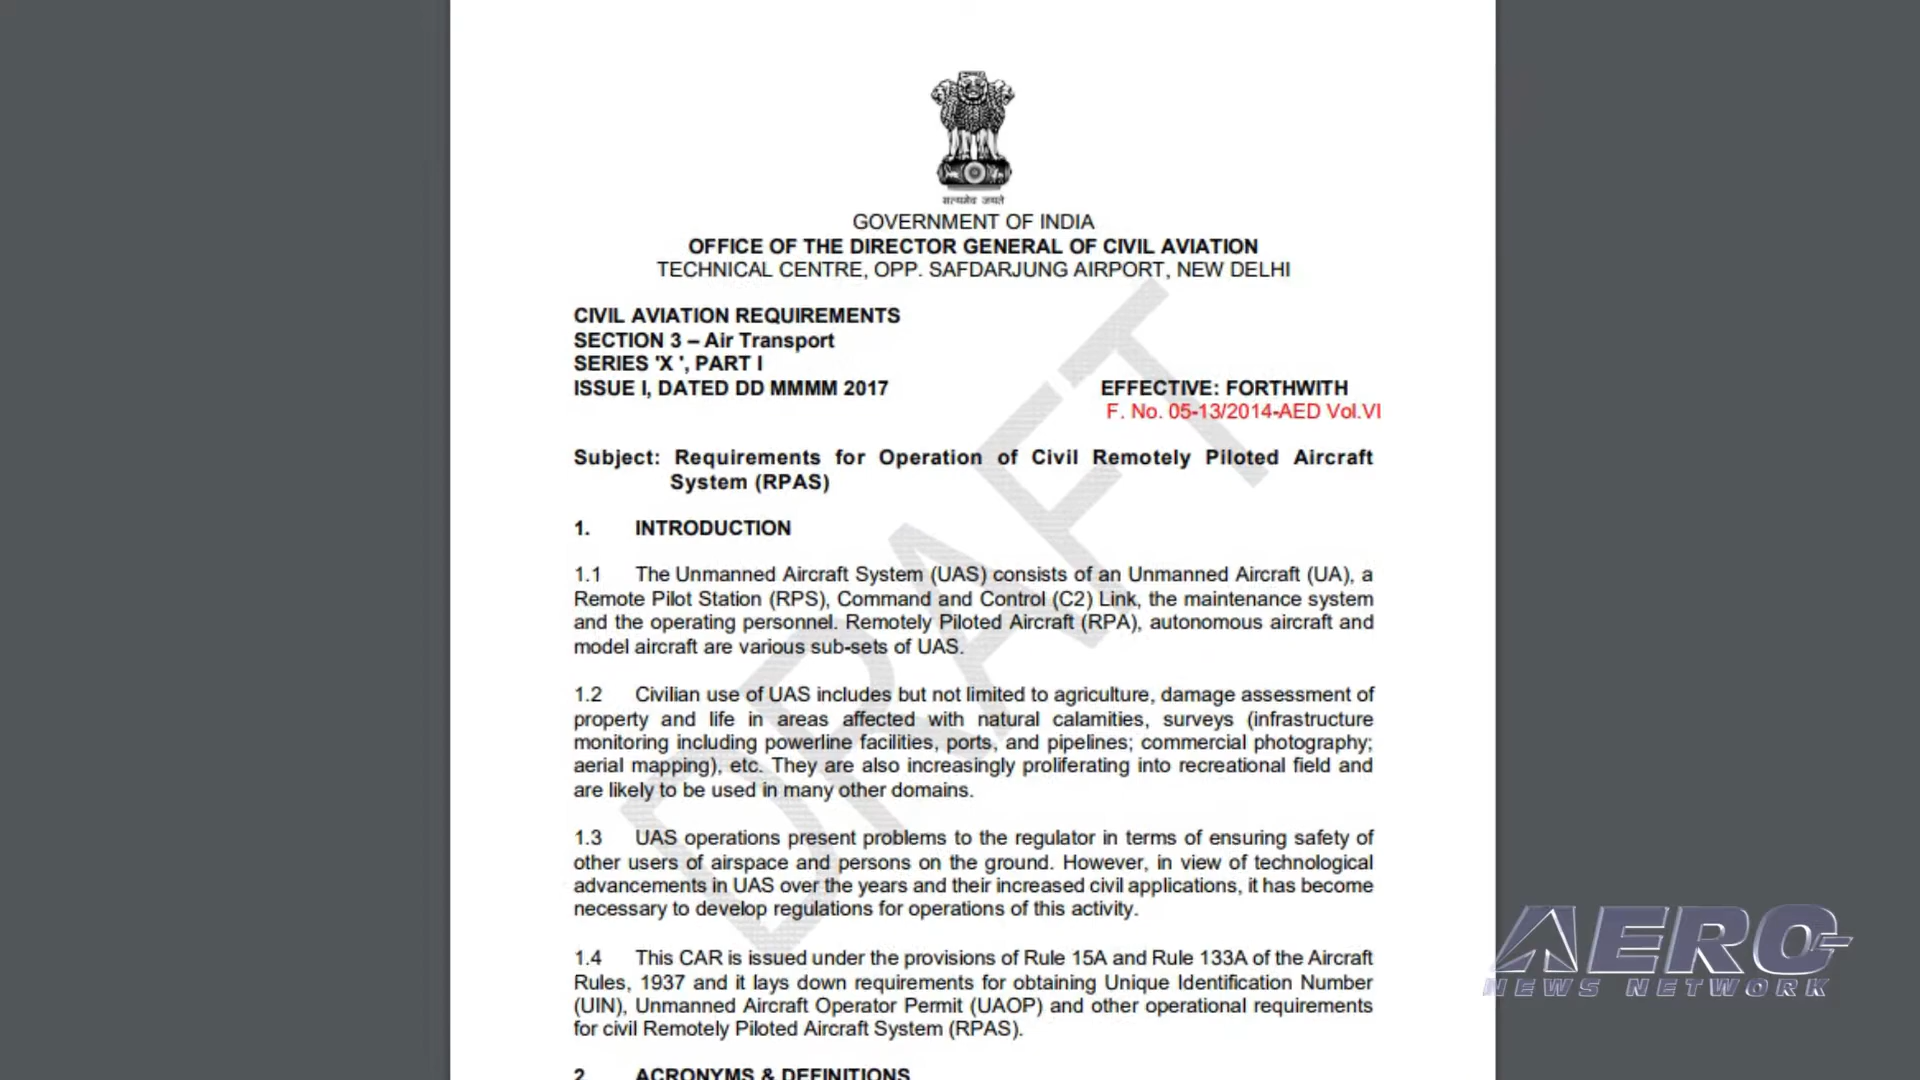 सत्यमेव जयते
GOVERNMENT OF INDIA
OFFICE OF THE DIRECTOR GENERAL OF CIVIL AVIATION
TECHNICAL CENTRE, OPP. SAFDARJUNG AIRPORT, NEW DELHI
CIVIL AVIATION REQUIREMENTS
SECTION 3 – Air Transport
SERIES 'X ', PART I
ISSUE I, DATED DD MMMM 2017 EFFECTIVE: FORTHWITH
F. No. 05-13/2014-AED Vol.VI
Subject: Requirements for Operation of Civil Remotely Piloted Aircraft
System (RPAS)
1. INTRODUCTION
1.1 The Unmanned Aircraft System (UAS) consists of an Unmanned Aircraft (UA), a
Remote Pilot Station (RPS), Command and Control (C2) Link, the maintenance system
and the operating personnel. Remotely Piloted Aircraft (RPA), autonomous aircraft and
model aircraft are various sub-sets of UAS.
1.2 Civilian use of UAS includes but not limited to agriculture, damage assessment of
property and life in areas affected with natural calamities, surveys (infrastructure
monitoring including powerline facilities, ports, and pipelines; commercial photography;
aerial mapping), etc. They are also increasingly proliferating into recreational field and
are likely to be used in many other domains.
1.3 UAS operations present problems to the regulator in terms of ensuring safety of
other users of airspace and persons on the ground. However, in view of technological
advancements in UAS over the years and their increased civil applications, it has become
necessary to develop regulations for operations of this activity.
1.4 This CAR is issued under the provisions of Rule 15A and Rule 133A of the Aircraft
Rules, 1937 and it lays down requirements for obtaining Unique Identification Number
(UIN), Unmanned Aircraft Operator Permit (UAOP) and other operational requirements
for civil Remotely Piloted Aircraft System (RPAS).
2 ACRONYMS & DEFINITIONS
DRAFT
AERO-
NEWS NETWORK